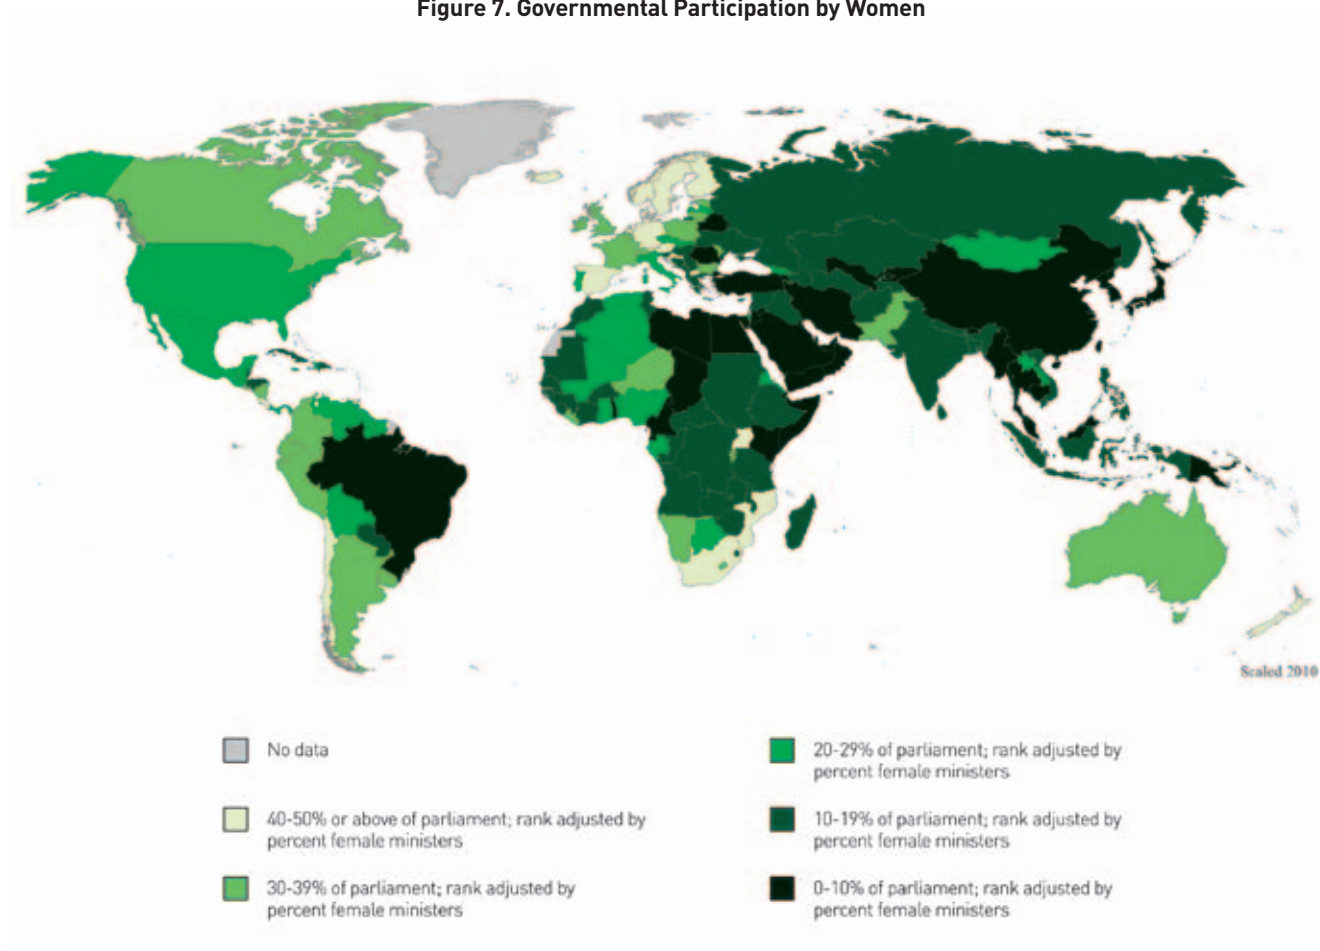 Figure 7. Governmental Participation by Women
Scaled 2010
No data
40-50% or above of parliament; rank adjusted by
percent female ministers
30-39% of parliament; rank adjusted by
percent female ministers
20-29% of parliament; rank adjusted by
percent female ministers
10-19% of parliament; rank adjusted by
percent female ministers
0-10% of parliament; rank adjusted by
percent female ministers